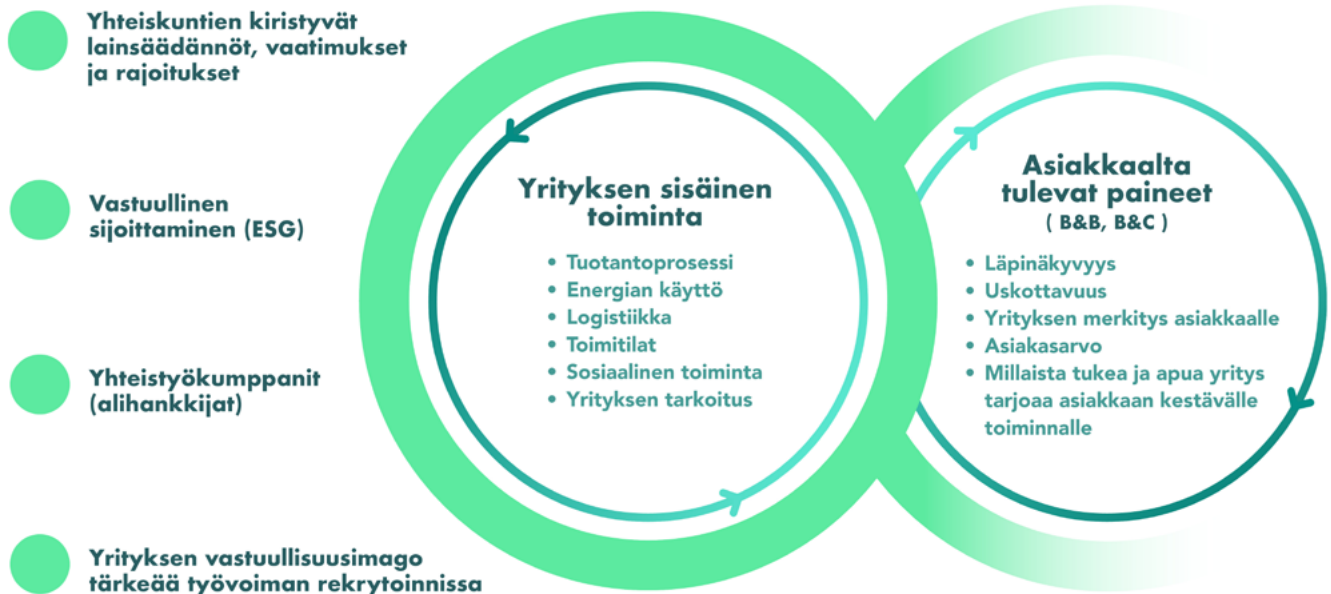 Yhteiskuntien kiristyvät
lainsäädännöt, vaatimukset
ja rajoitukset
Vastuullinen
sijoittaminen (ESG)
Yhteistyökumppanit
(alihankkijat)
Yrityksen vastuullisuusimago
tärkeää työvoiman rekrytoinnissa
Yrityksen sisäinen
toiminta
• Tuotantoprosessi
• Energian käyttö
• Logistiikka
• Toimitilat
• Sosiaalinen toiminta
• Yrityksen tarkoitus
Asiakkaalta
tulevat paineet
( B&B, B&C )
• Läpinäkyvyys
• Uskottavuus
• Yrityksen merkitys asiakkaalle
• Asiakasarvo
• Millaista tukea ja apua yritys
tarjoaa asiakkaan kestävälle
toiminnalle